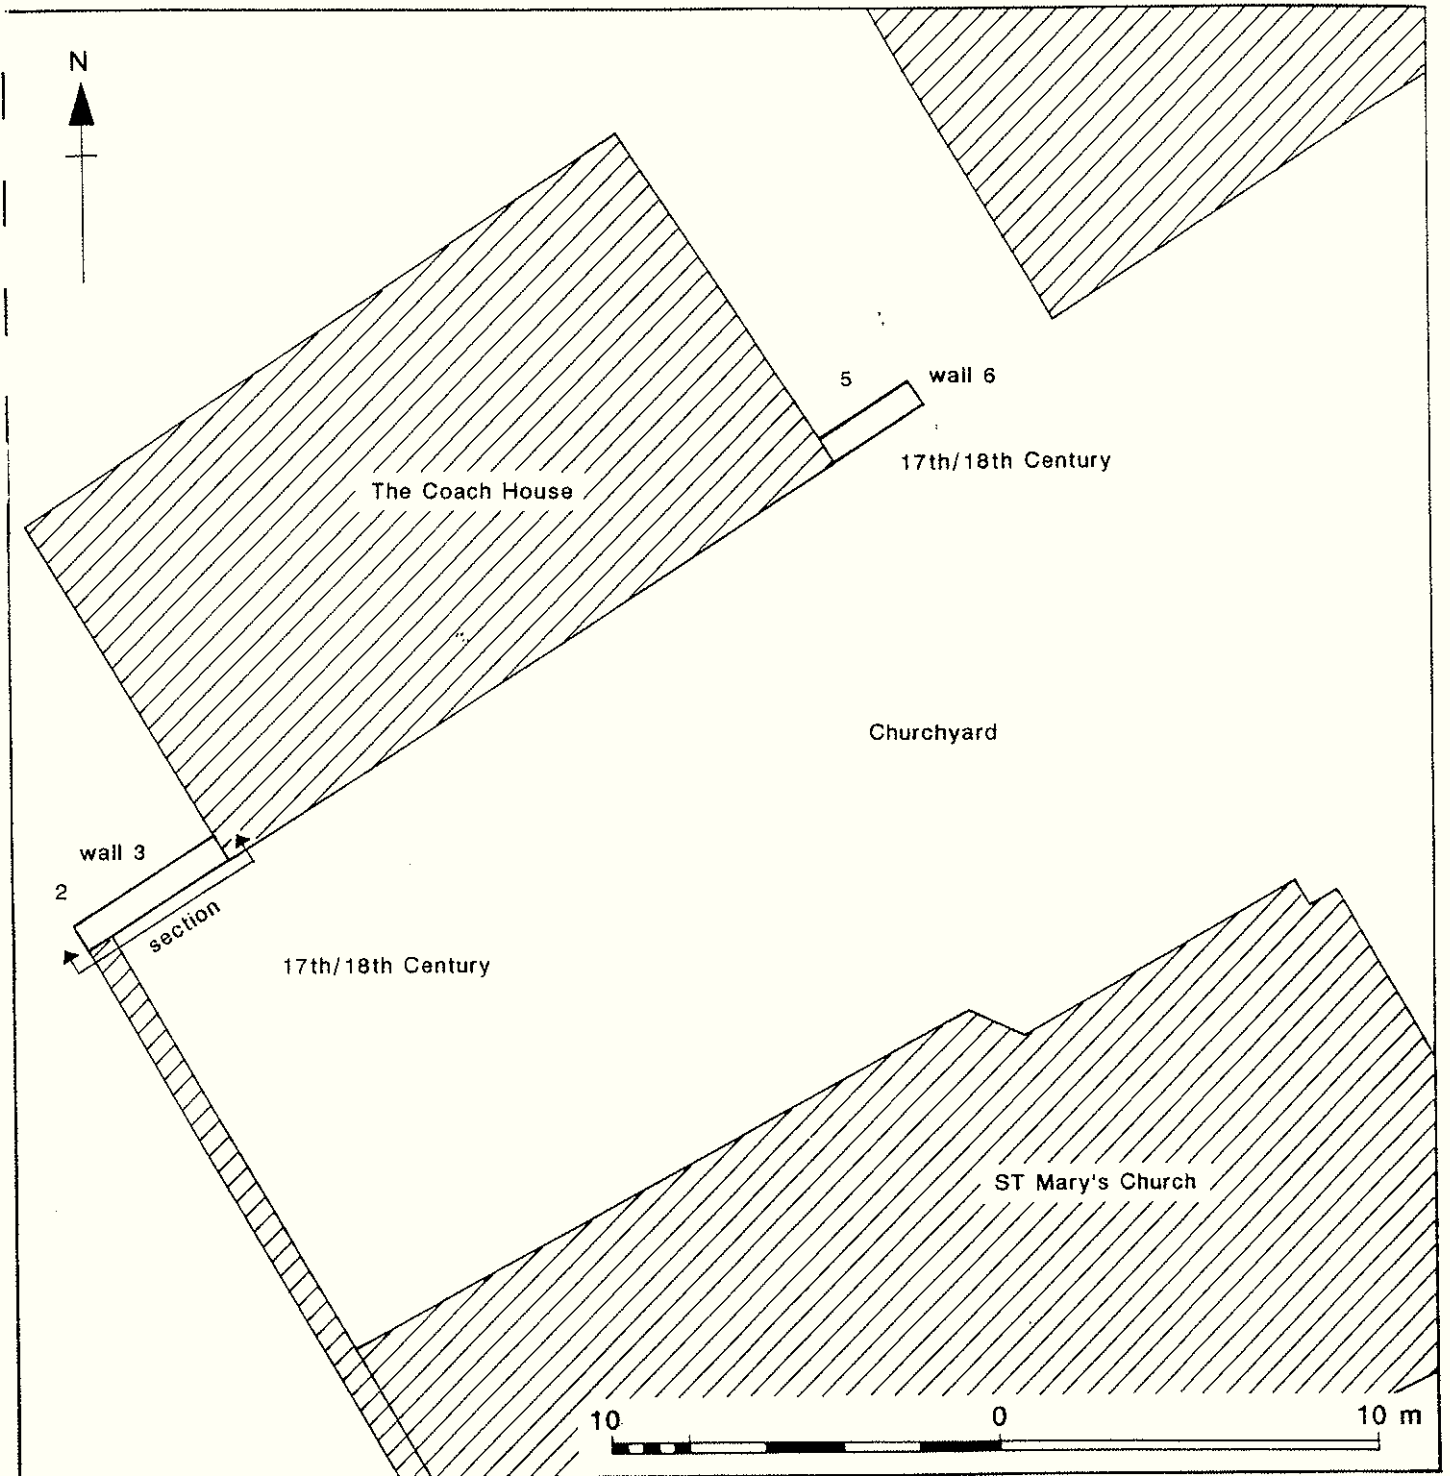 N
5
wall 6
17th/18th Century
The Coach House
Churchyard
wall 3
2
section
17th/18th Century
ST Mary's Church
10 0 10 m